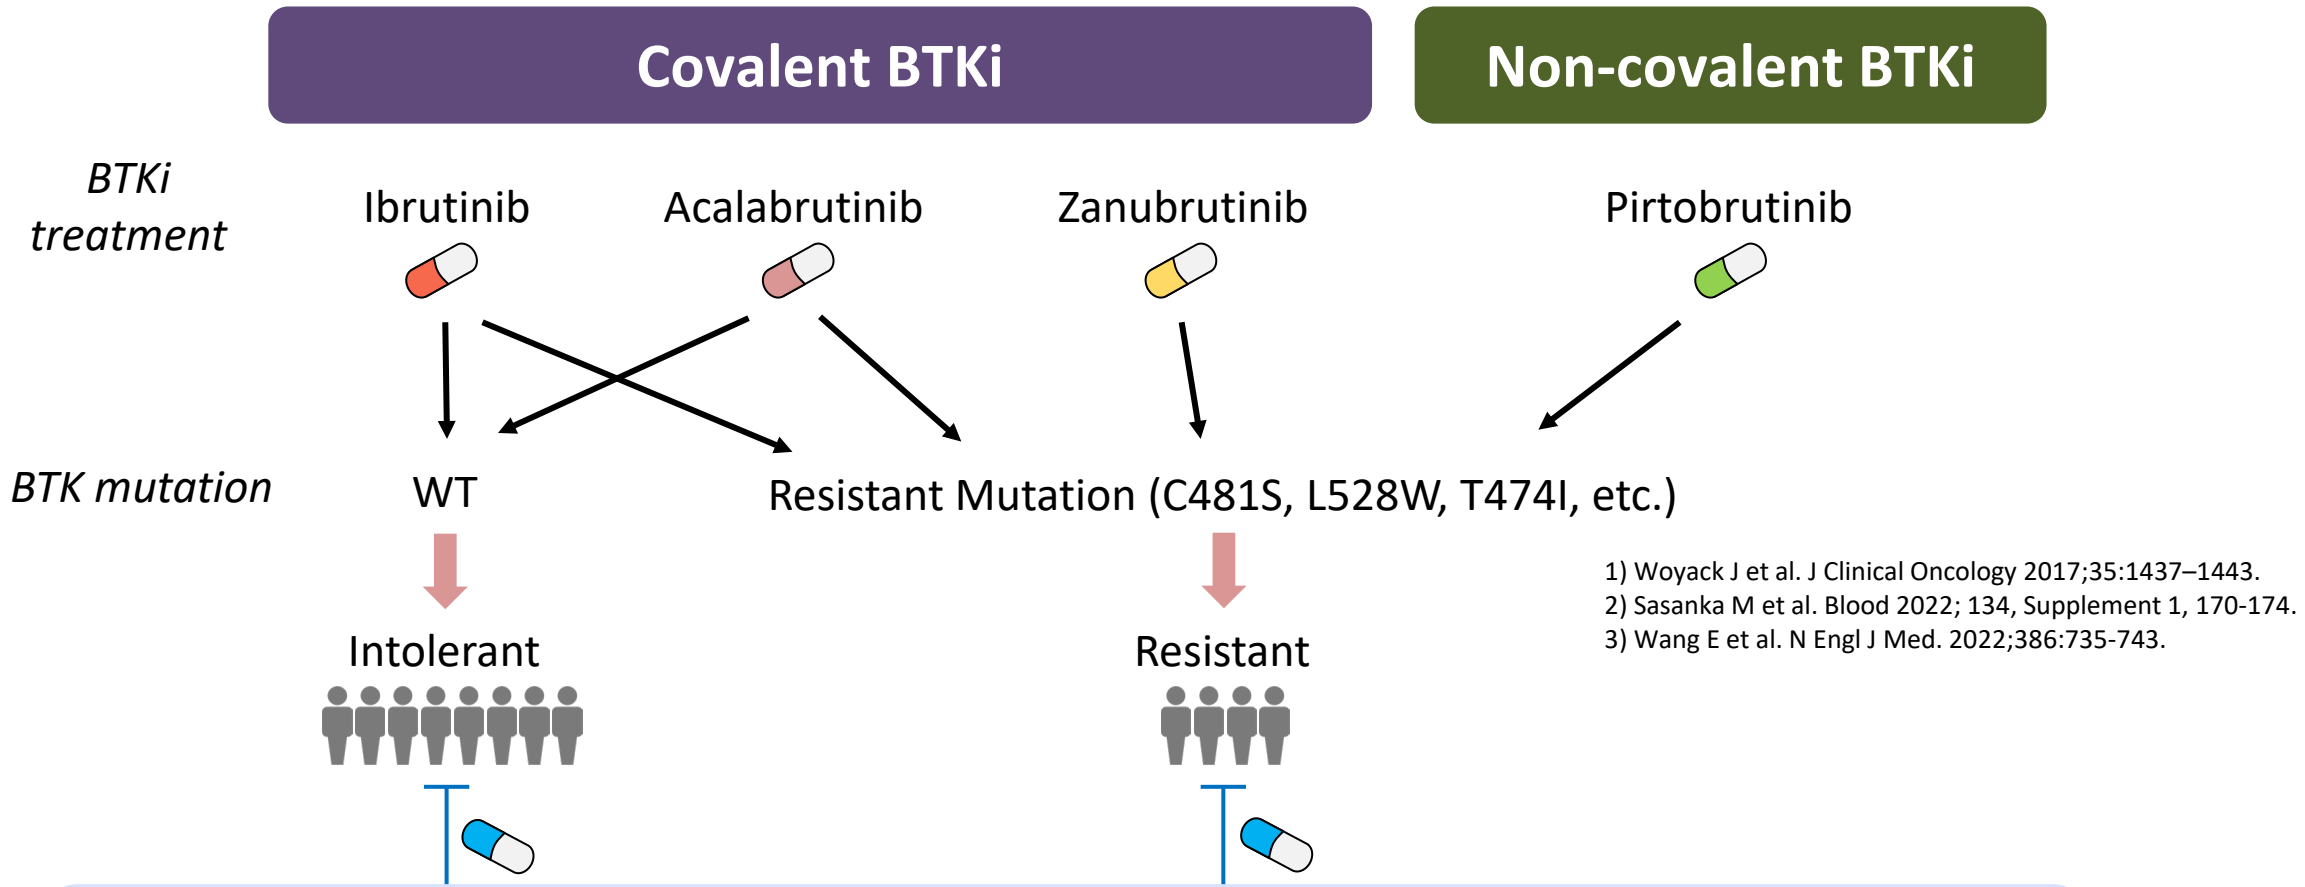 Covalent BTKi
Non-covalent BTKi
BTKi
treatment
Ibrutinib
Acalabrutinib
Zanubrutinib
Pirtobrutinib
BTK mutation
WT
Resistant Mutation (C481S, L528W, T474I, etc.)
1) Woyack J et al. J Clinical Oncology 2017;35:1437–1443.
2) Sasanka M et al. Blood 2022; 134, Supplement 1, 170-174.
3) Wang E et al. N Engl J Med. 2022;386:735-743.
Intolerant
Resistant